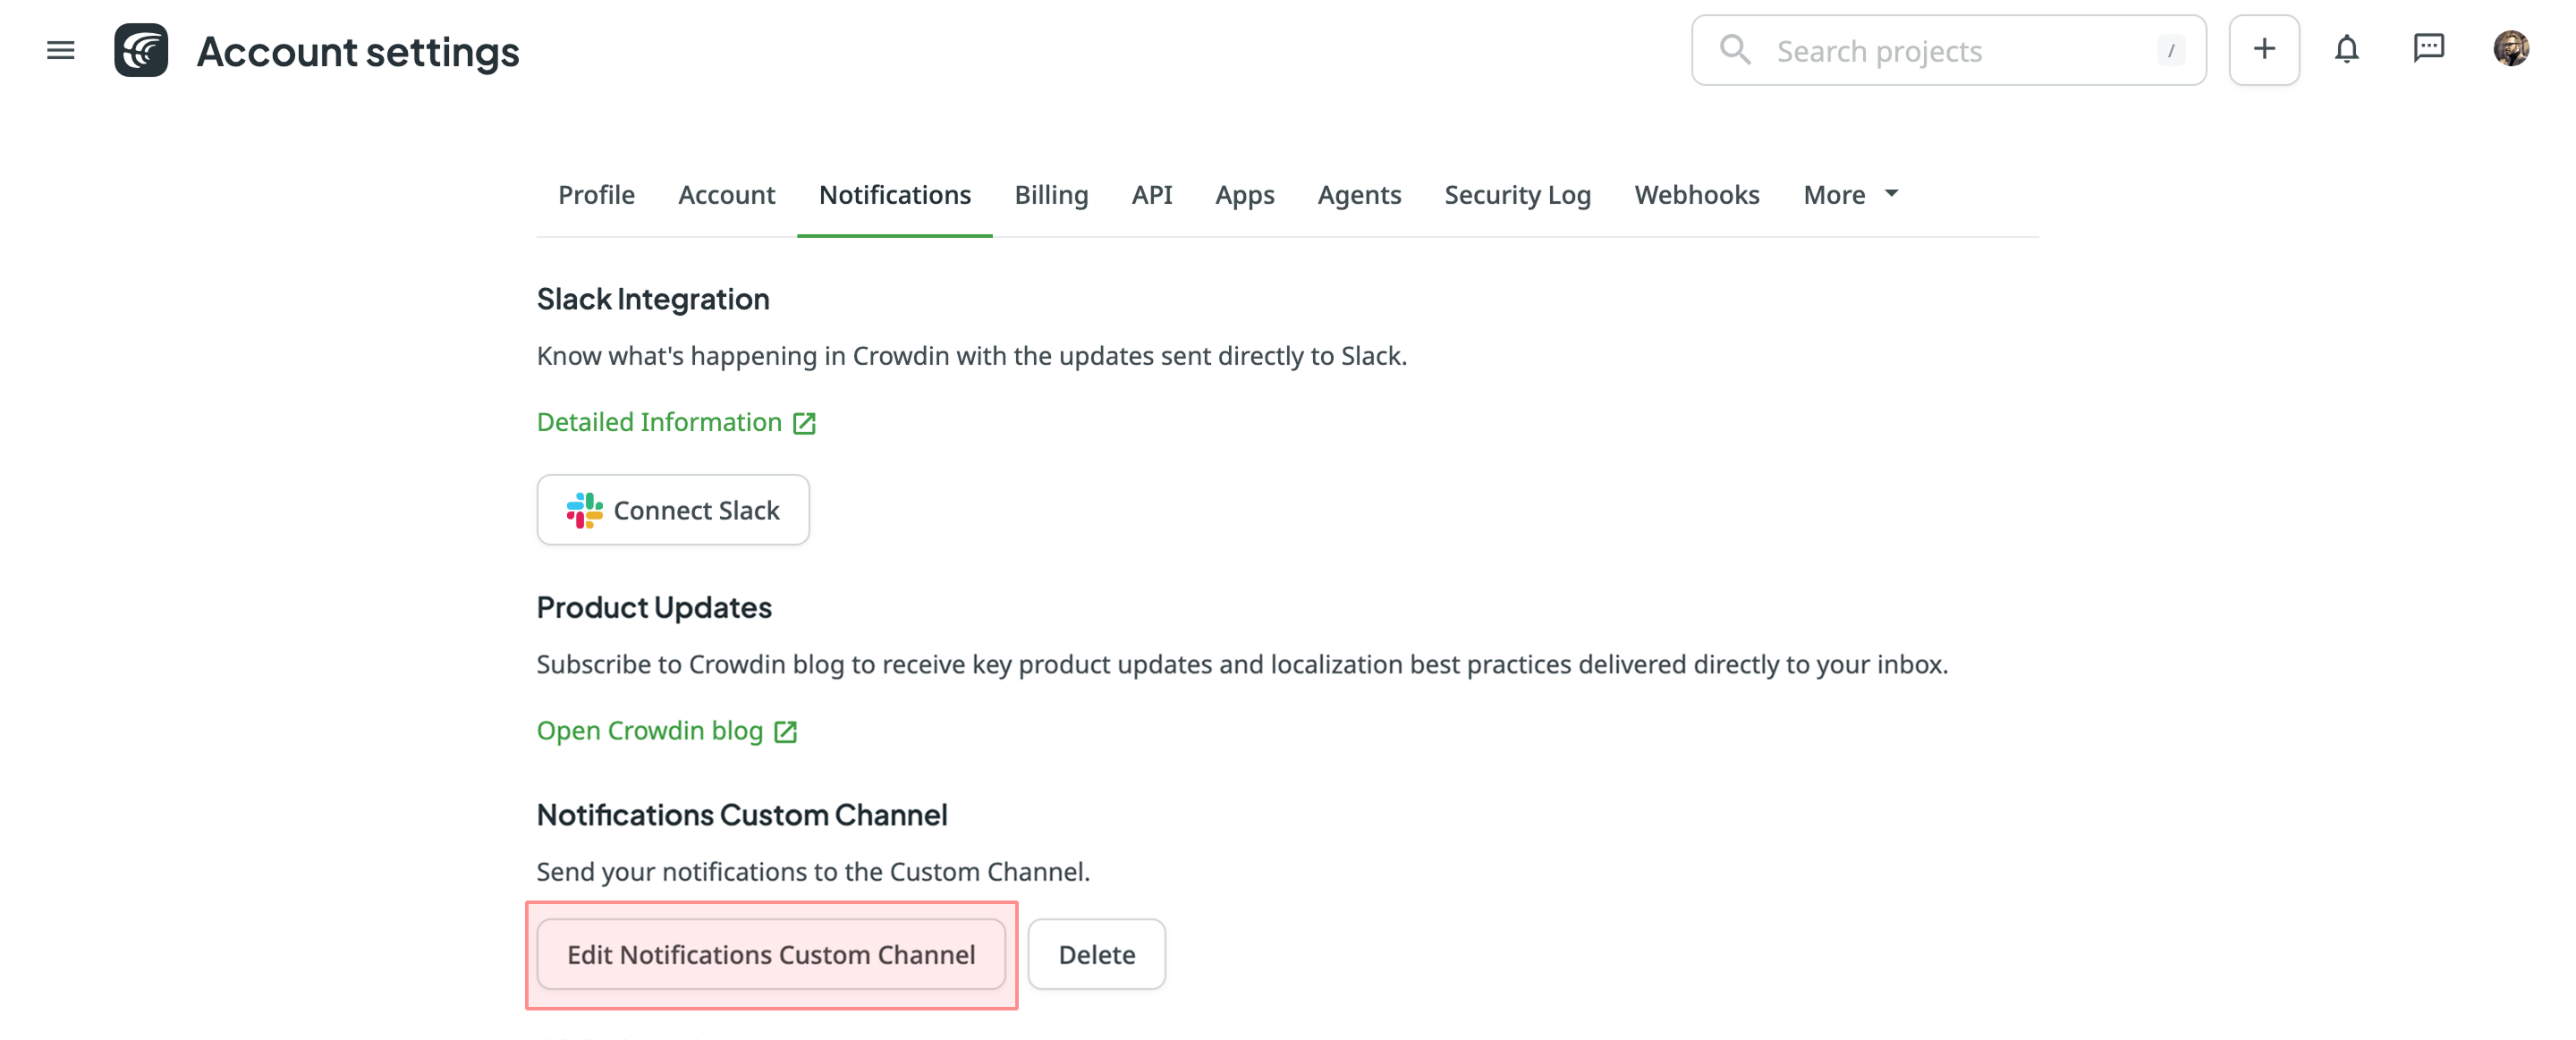 Account settings
Search projects /
Profile Account Notifications Billing API Apps Agents Security Log Webhooks More
Slack Integration
Know what's happening in Crowdin with the updates sent directly to Slack.
Detailed Information
Connect Slack
Product Updates
Subscribe to Crowdin blog to receive key product updates and localization best practices delivered directly to your inbox.
Open Crowdin blog
Notifications Custom Channel
Send your notifications to the Custom Channel.
Edit Notifications Custom Channel Delete